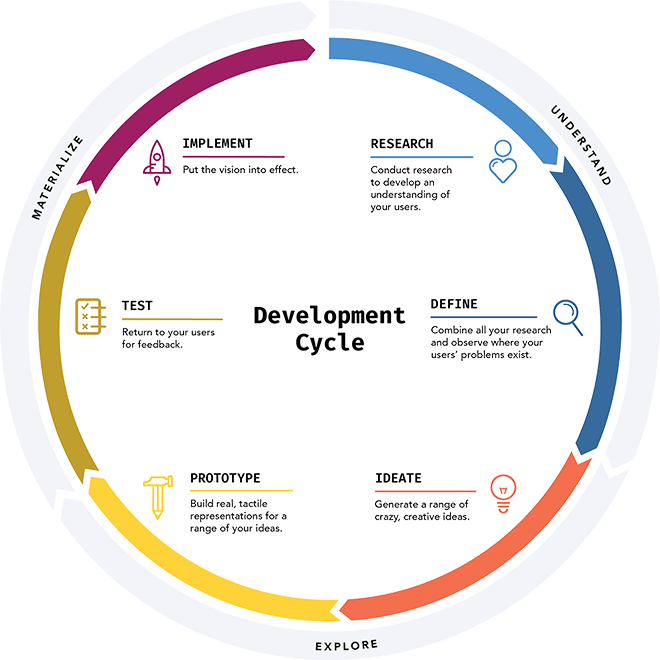 Development
Cycle
UNDERSTAND
RESEARCH
Conduct research
to develop an
understanding of
your users.
DEFINE
Combine all your research
and observe where your
users’ problems exist.
EXPLORE
IDEATE
Generate a range of
crazy, creative ideas.
PROTOTYPE
Build real, tactile
representations for a
range of your ideas.
MATERIALIZE
TEST
Return to your users
for feedback.
IMPLEMENT
Put the vision into effect.